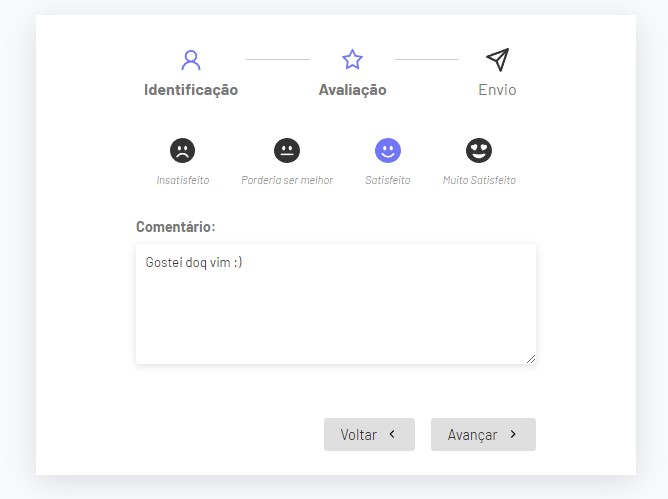 Identificação Avaliação Envio
Insatisfeito Porderia ser melhor Satisfeito Muito Satisfeito
Comentário:
Gostei doq vim :)
Voltar Avançar